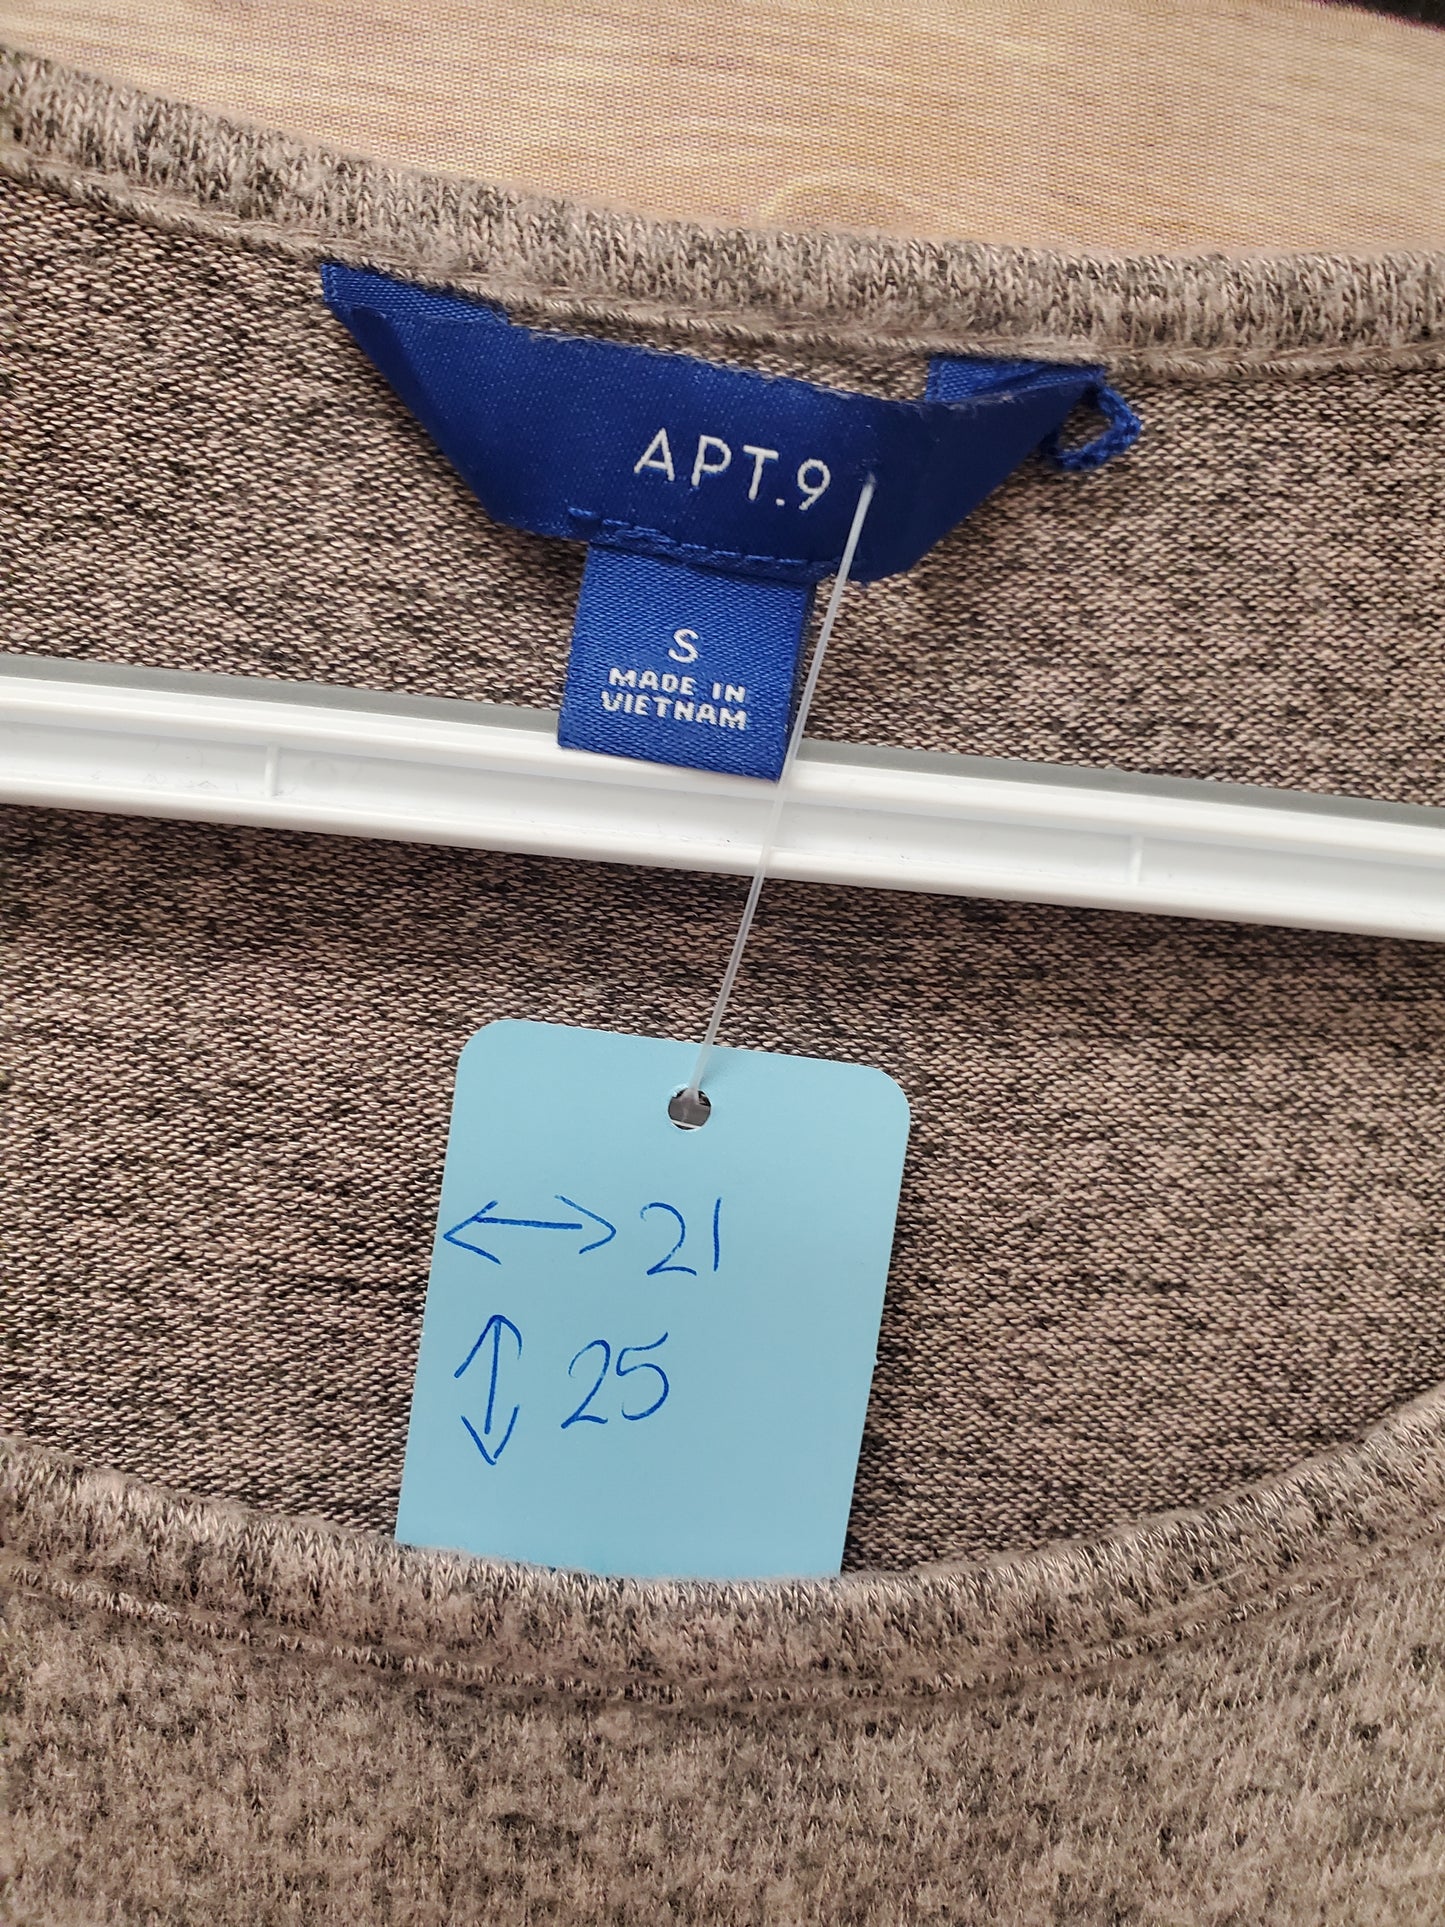 APT.9
S
MADE IN
VIETNAM
↔ 21
↕ 25